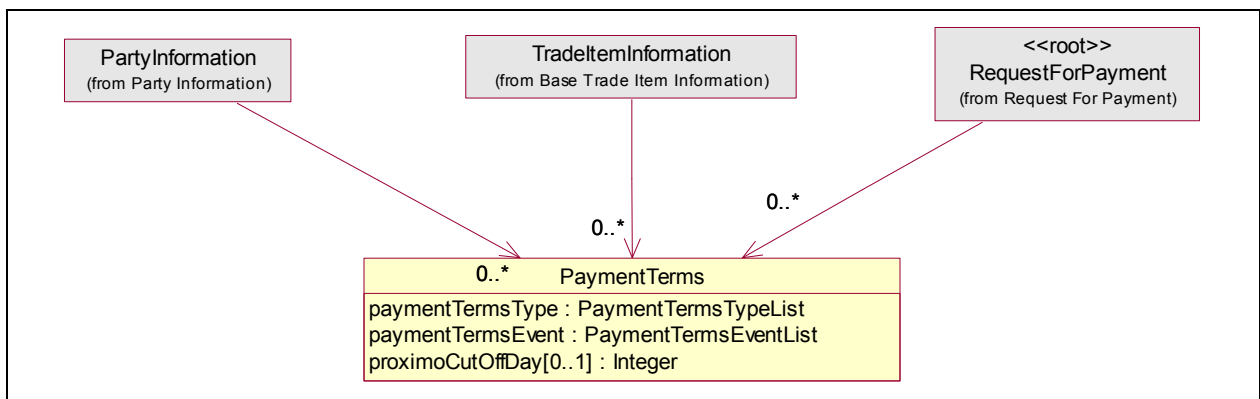 PartyInformation
(from Party Information)
TradeItemInformation
(from Base Trade Item Information)
<<root>>
RequestForPayment
(from Request For Payment)
0..*
0..*
0..*
PaymentTerms
paymentTermsType : PaymentTermsTypeList
paymentTermsEvent : PaymentTermsEventList
proximoCutOffDay[0..1] : Integer